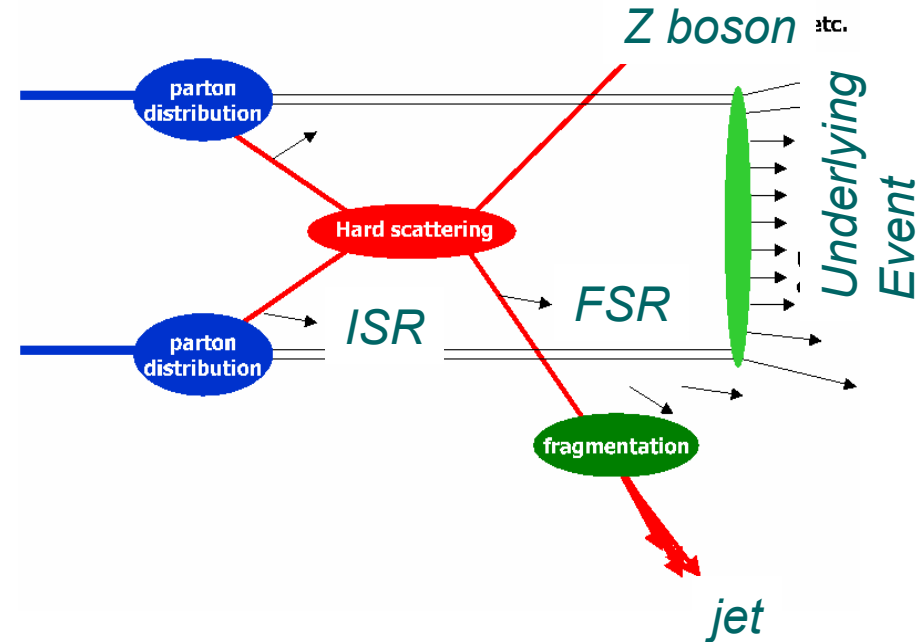 Z boson etc.
parton
distribution
Hard scattering
Underlying
Event
ISR
FSR
parton
distribution
fragmentation
jet